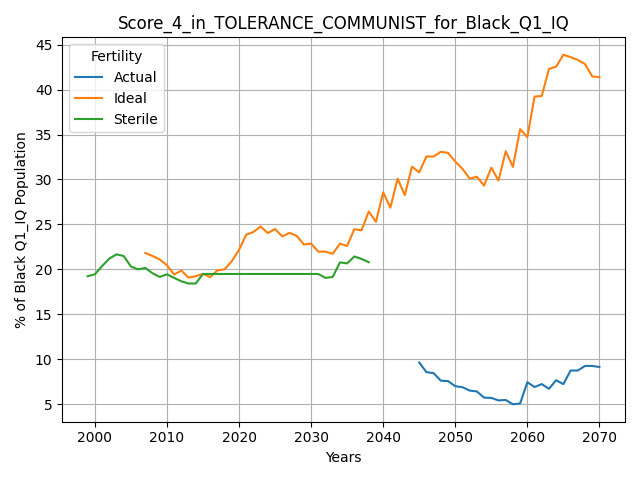 Score_4_in_TOLERANCE_COMMUNIST_for_Black_Q1_IQ
% of Black Q1_IQ Population
45
40
35
30
25
20
15
10
5
Fertility
Actual
Ideal
Sterile
2000 2010 2020 2030 2040 2050 2060 2070
Years